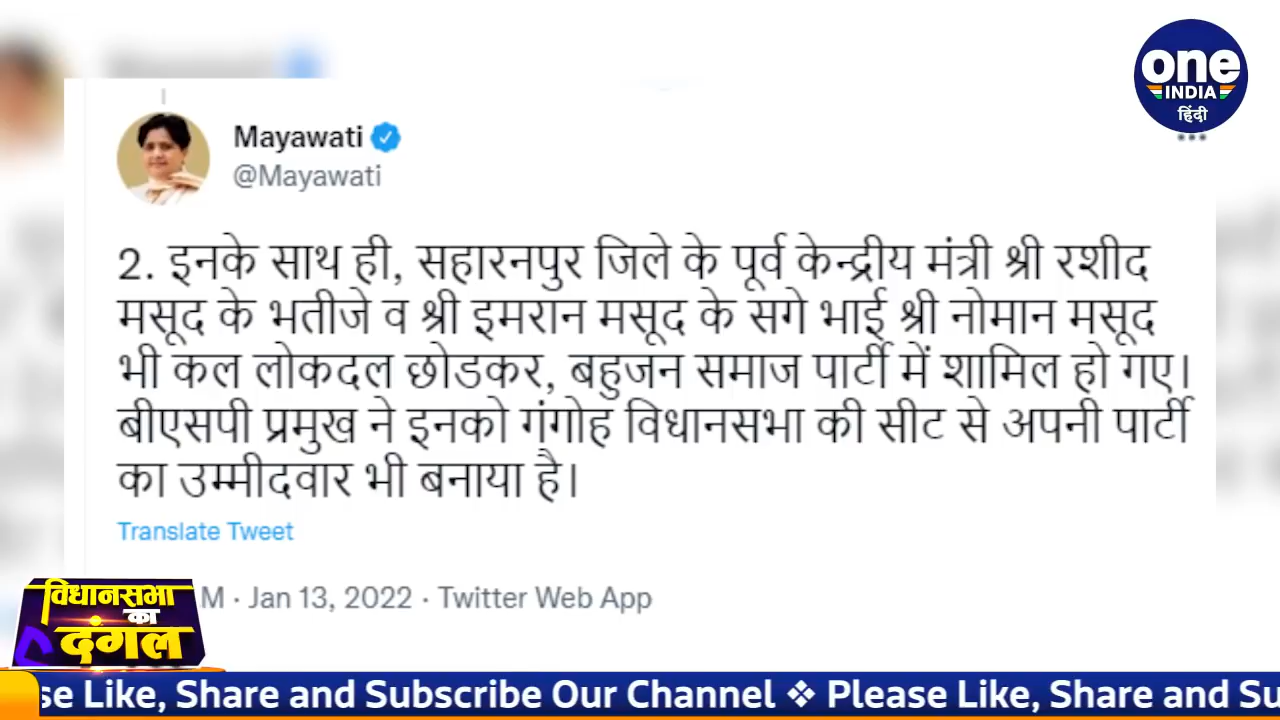 one
INDIA
हिंदी
Mayawati
@Mayawati
2. इनके साथ ही, सहारनपुर जिले के पूर्व केन्द्रीय मंत्री श्री रशीद
मसूद के भतीजे व श्री इमरान मसूद के सगे भाई श्री नोमान मसूद
भी कल लोकदल छोडकर, बहुजन समाज पार्टी में शामिल हो गए।
बीएसपी प्रमुख ने इनको गंगोह विधानसभा की सीट से अपनी पार्टी
का उम्मीदवार भी बनाया है।
Translate Tweet
M · Jan 13, 2022 · Twitter Web App
विधानसभा
का
दंगल
se Like, Share and Subscribe Our Channel ❖ Please Like, Share and Su